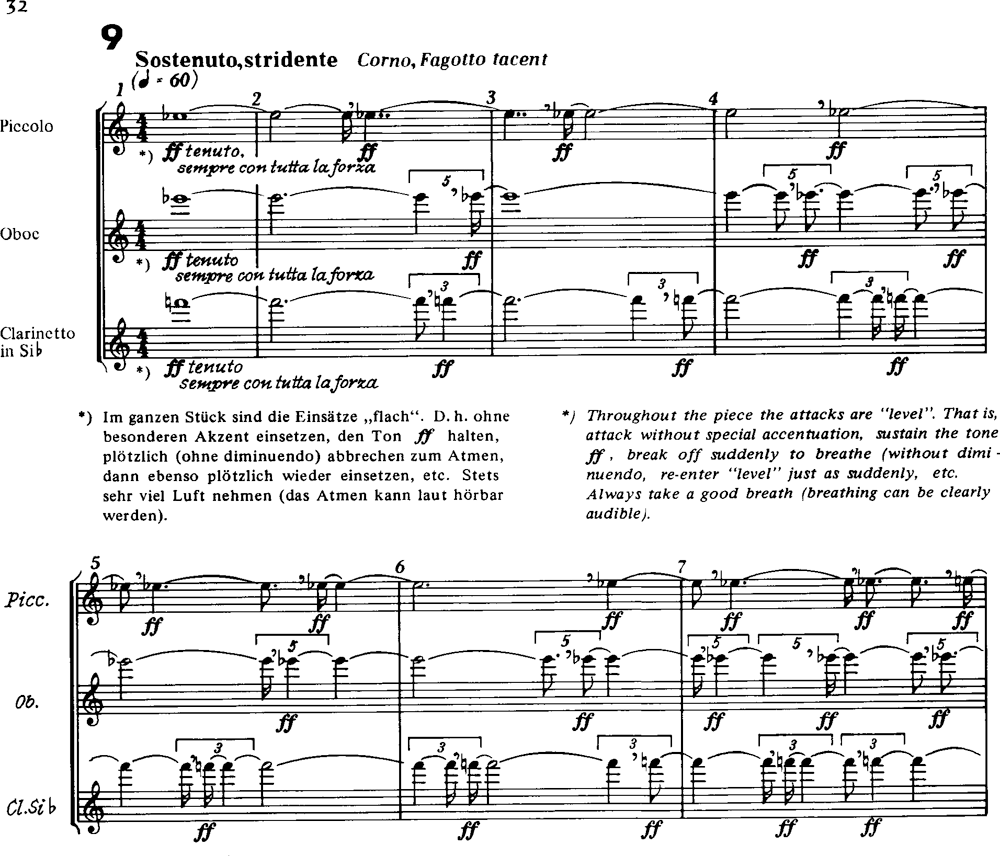 32
9
Sostenuto, stridente Corno, Fagotto tacent
(♩ = 60)
1 2 3 4
Piccolo
*) ff tenuto,
sempre con tutta la forza
ff ff ff
5 5 5
Oboe
*) ff tenuto
sempre con tutta la forza
ff ff ff
3 3 3
Clarinetto
in Si♭
*) ff tenuto
sempre con tutta la forza
ff ff ff
*) Im ganzen Stück sind die Einsätze „flach“. D. h. ohne
besonderen Akzent einsetzen, den Ton ff halten,
plötzlich (ohne diminuendo) abbrechen zum Atmen,
dann ebenso plötzlich wieder einsetzen, etc. Stets
sehr viel Luft nehmen (das Atmen kann laut hörbar
werden).
*) Throughout the piece the attacks are "level". That is,
attack without special accentuation, sustain the tone
ff, break off suddenly to breathe (without dimi-
nuendo, re-enter "level" just as suddenly, etc.
Always take a good breath (breathing can be clearly
audible).
5 6 7
Picc.
ff ff ff ff ff ff
5 5 5 5 5
Ob.
ff ff ff ff ff
3 3 3 3 3
Cl. Si♭
ff ff ff ff ff